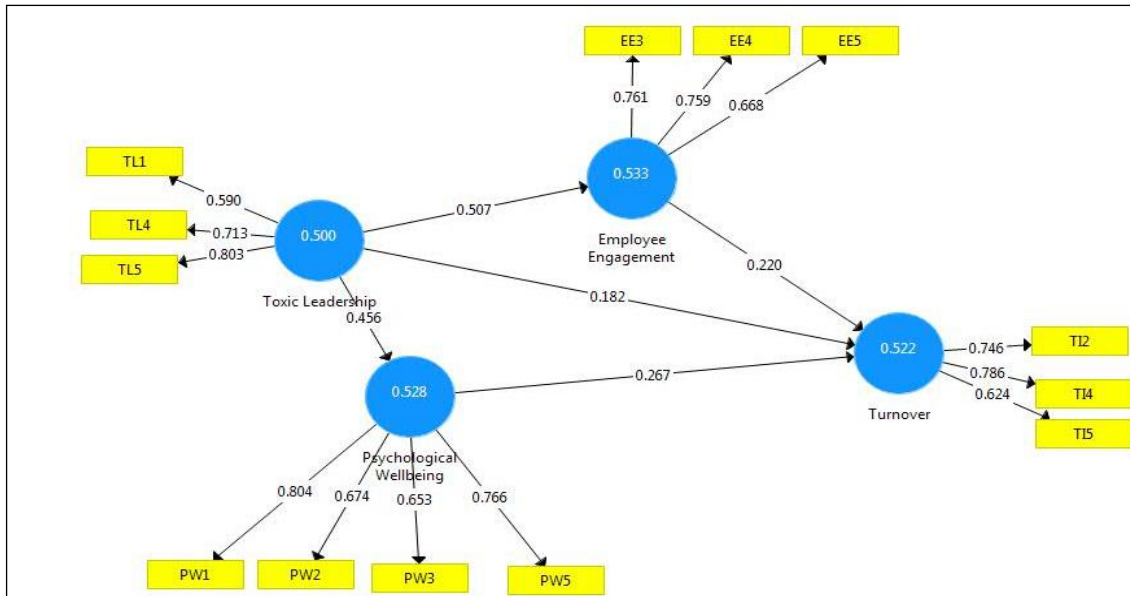 EE3
EE4
EE5
0.761
0.759
0.668
TL1
0.590
TL4
0.713
TL5
0.803
0.500
Toxic Leadership
0.507
0.533
Employee
Engagement
0.220
0.182
0.456
0.528
Psychological
Wellbeing
0.267
0.522
Turnover
0.746
TI2
0.786
TI4
0.624
TI5
0.804
0.674
0.653
0.766
PW1
PW2
PW3
PW5